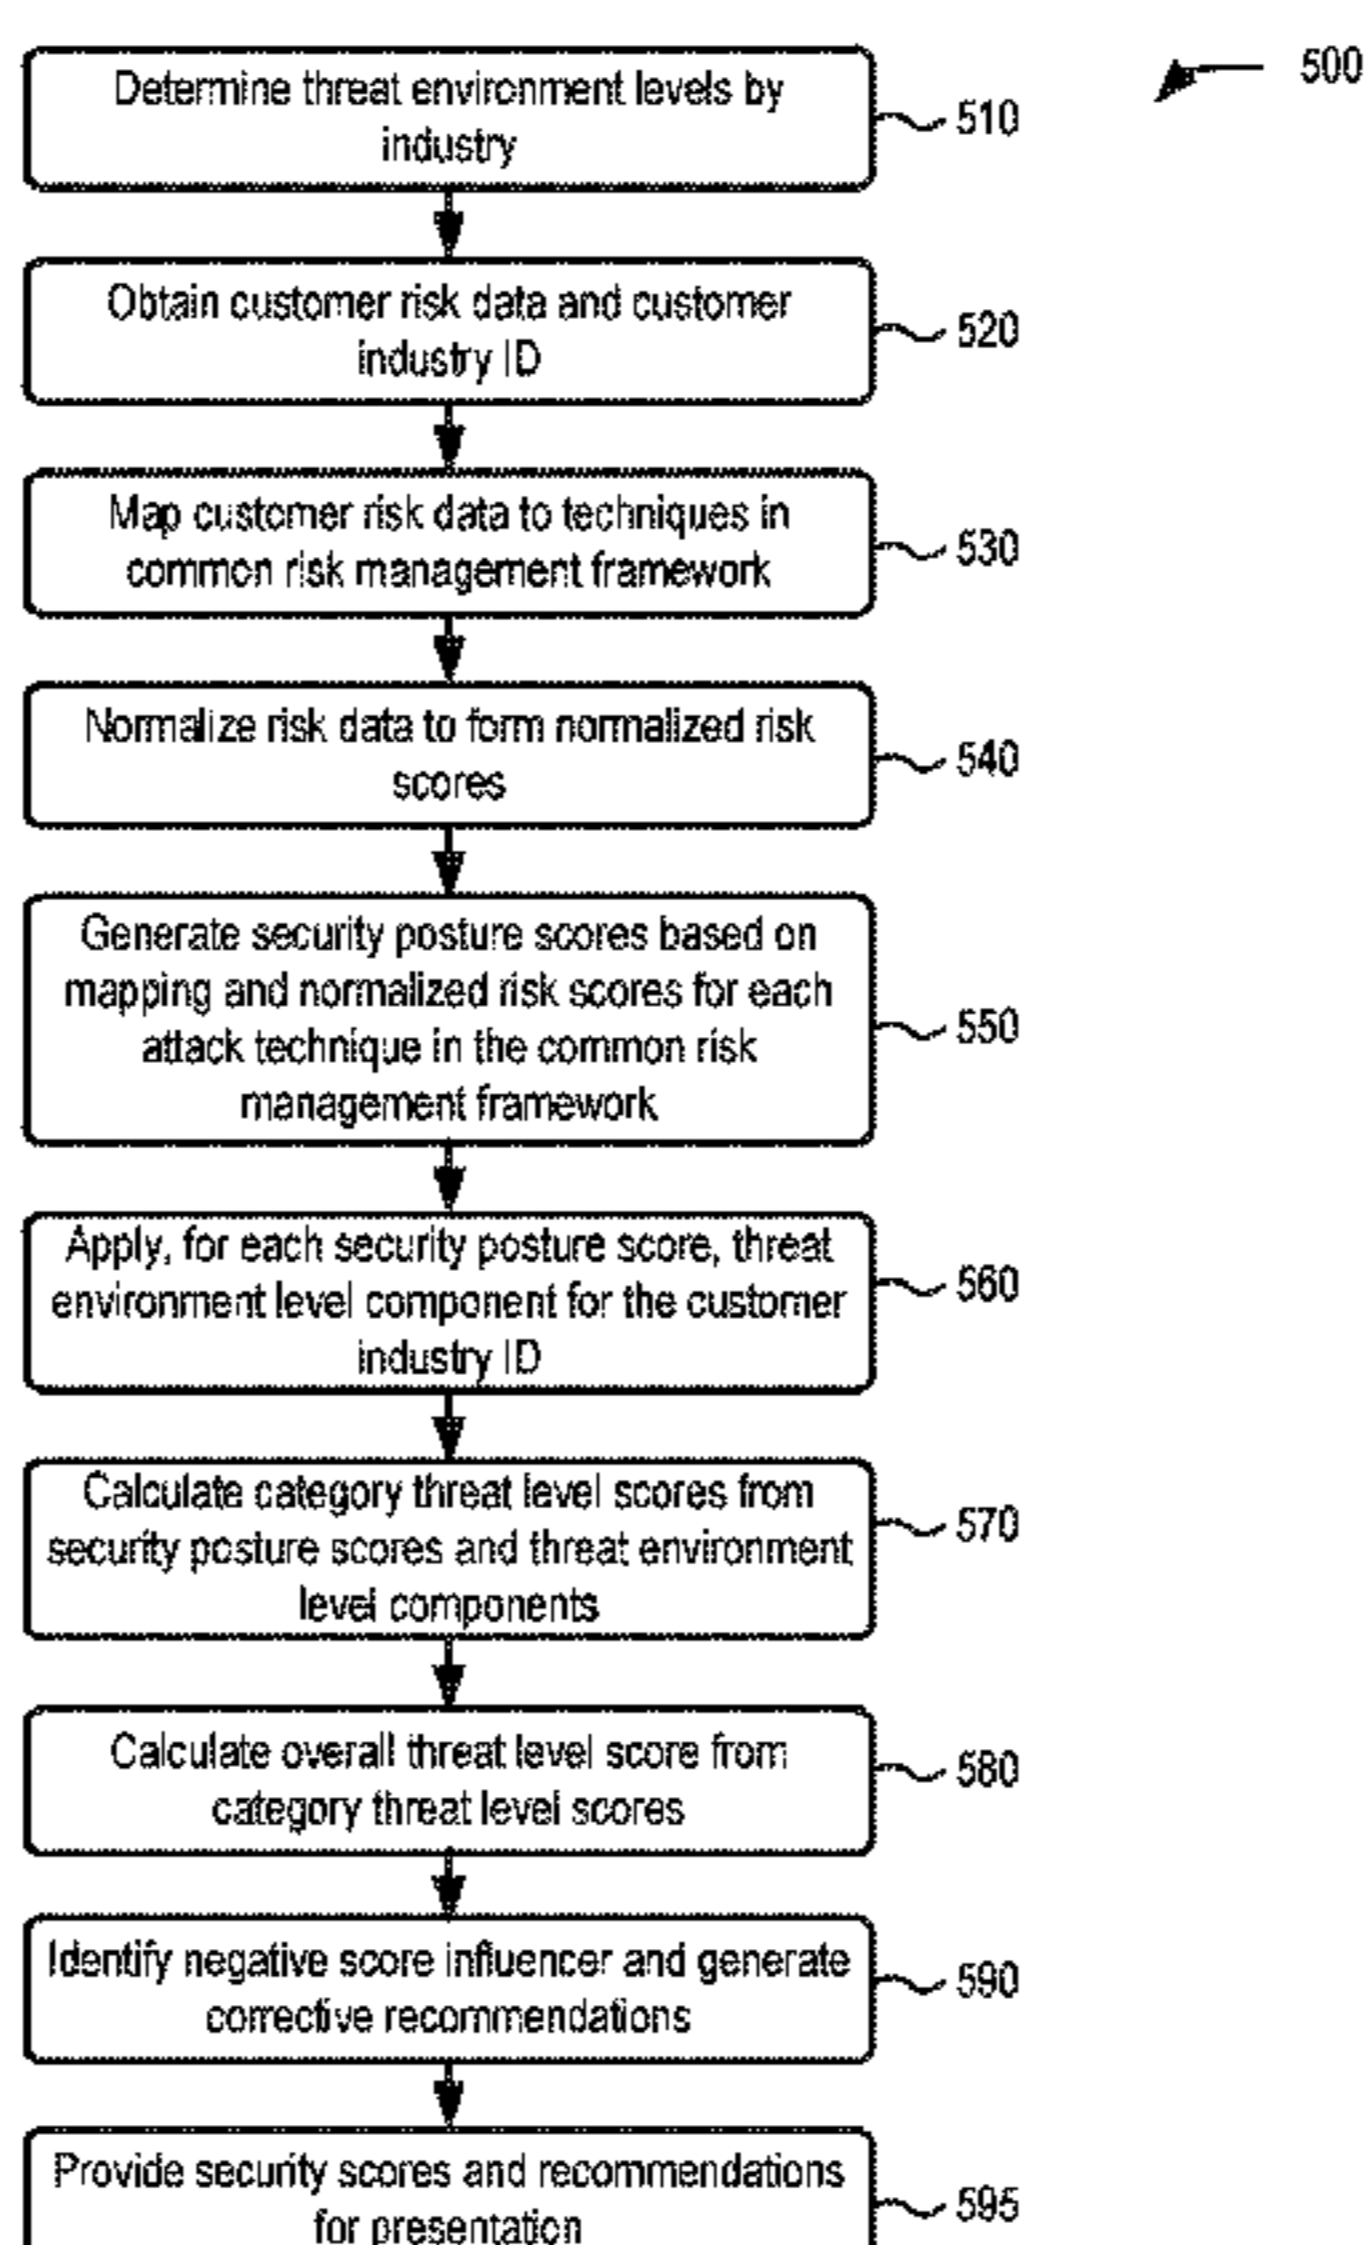 500
Determine threat environment levels by
industry
510
Obtain customer risk data and customer
industry ID
520
Map customer risk data to techniques in
common risk management framework
530
Normalize risk data to form normalized risk
scores
540
Generate security posture scores based on
mapping and normalized risk scores for each
attack technique in the common risk
management framework
550
Apply, for each security posture score, threat
environment level component for the customer
industry ID
560
Calculate category threat level scores from
security posture scores and threat environment
level components
570
Calculate overall threat level score from
category threat level scores
580
Identify negative score influencer and generate
corrective recommendations
590
Provide security scores and recommendations
for presentation
595